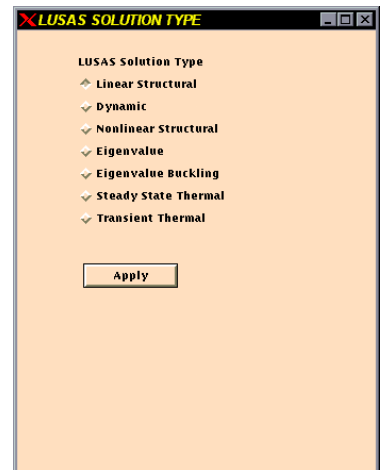 LUSAS SOLUTION TYPE
LUSAS Solution Type
Linear Structural
Dynamic
Nonlinear Structural
Eigenvalue
Eigenvalue Buckling
Steady State Thermal
Transient Thermal
Apply